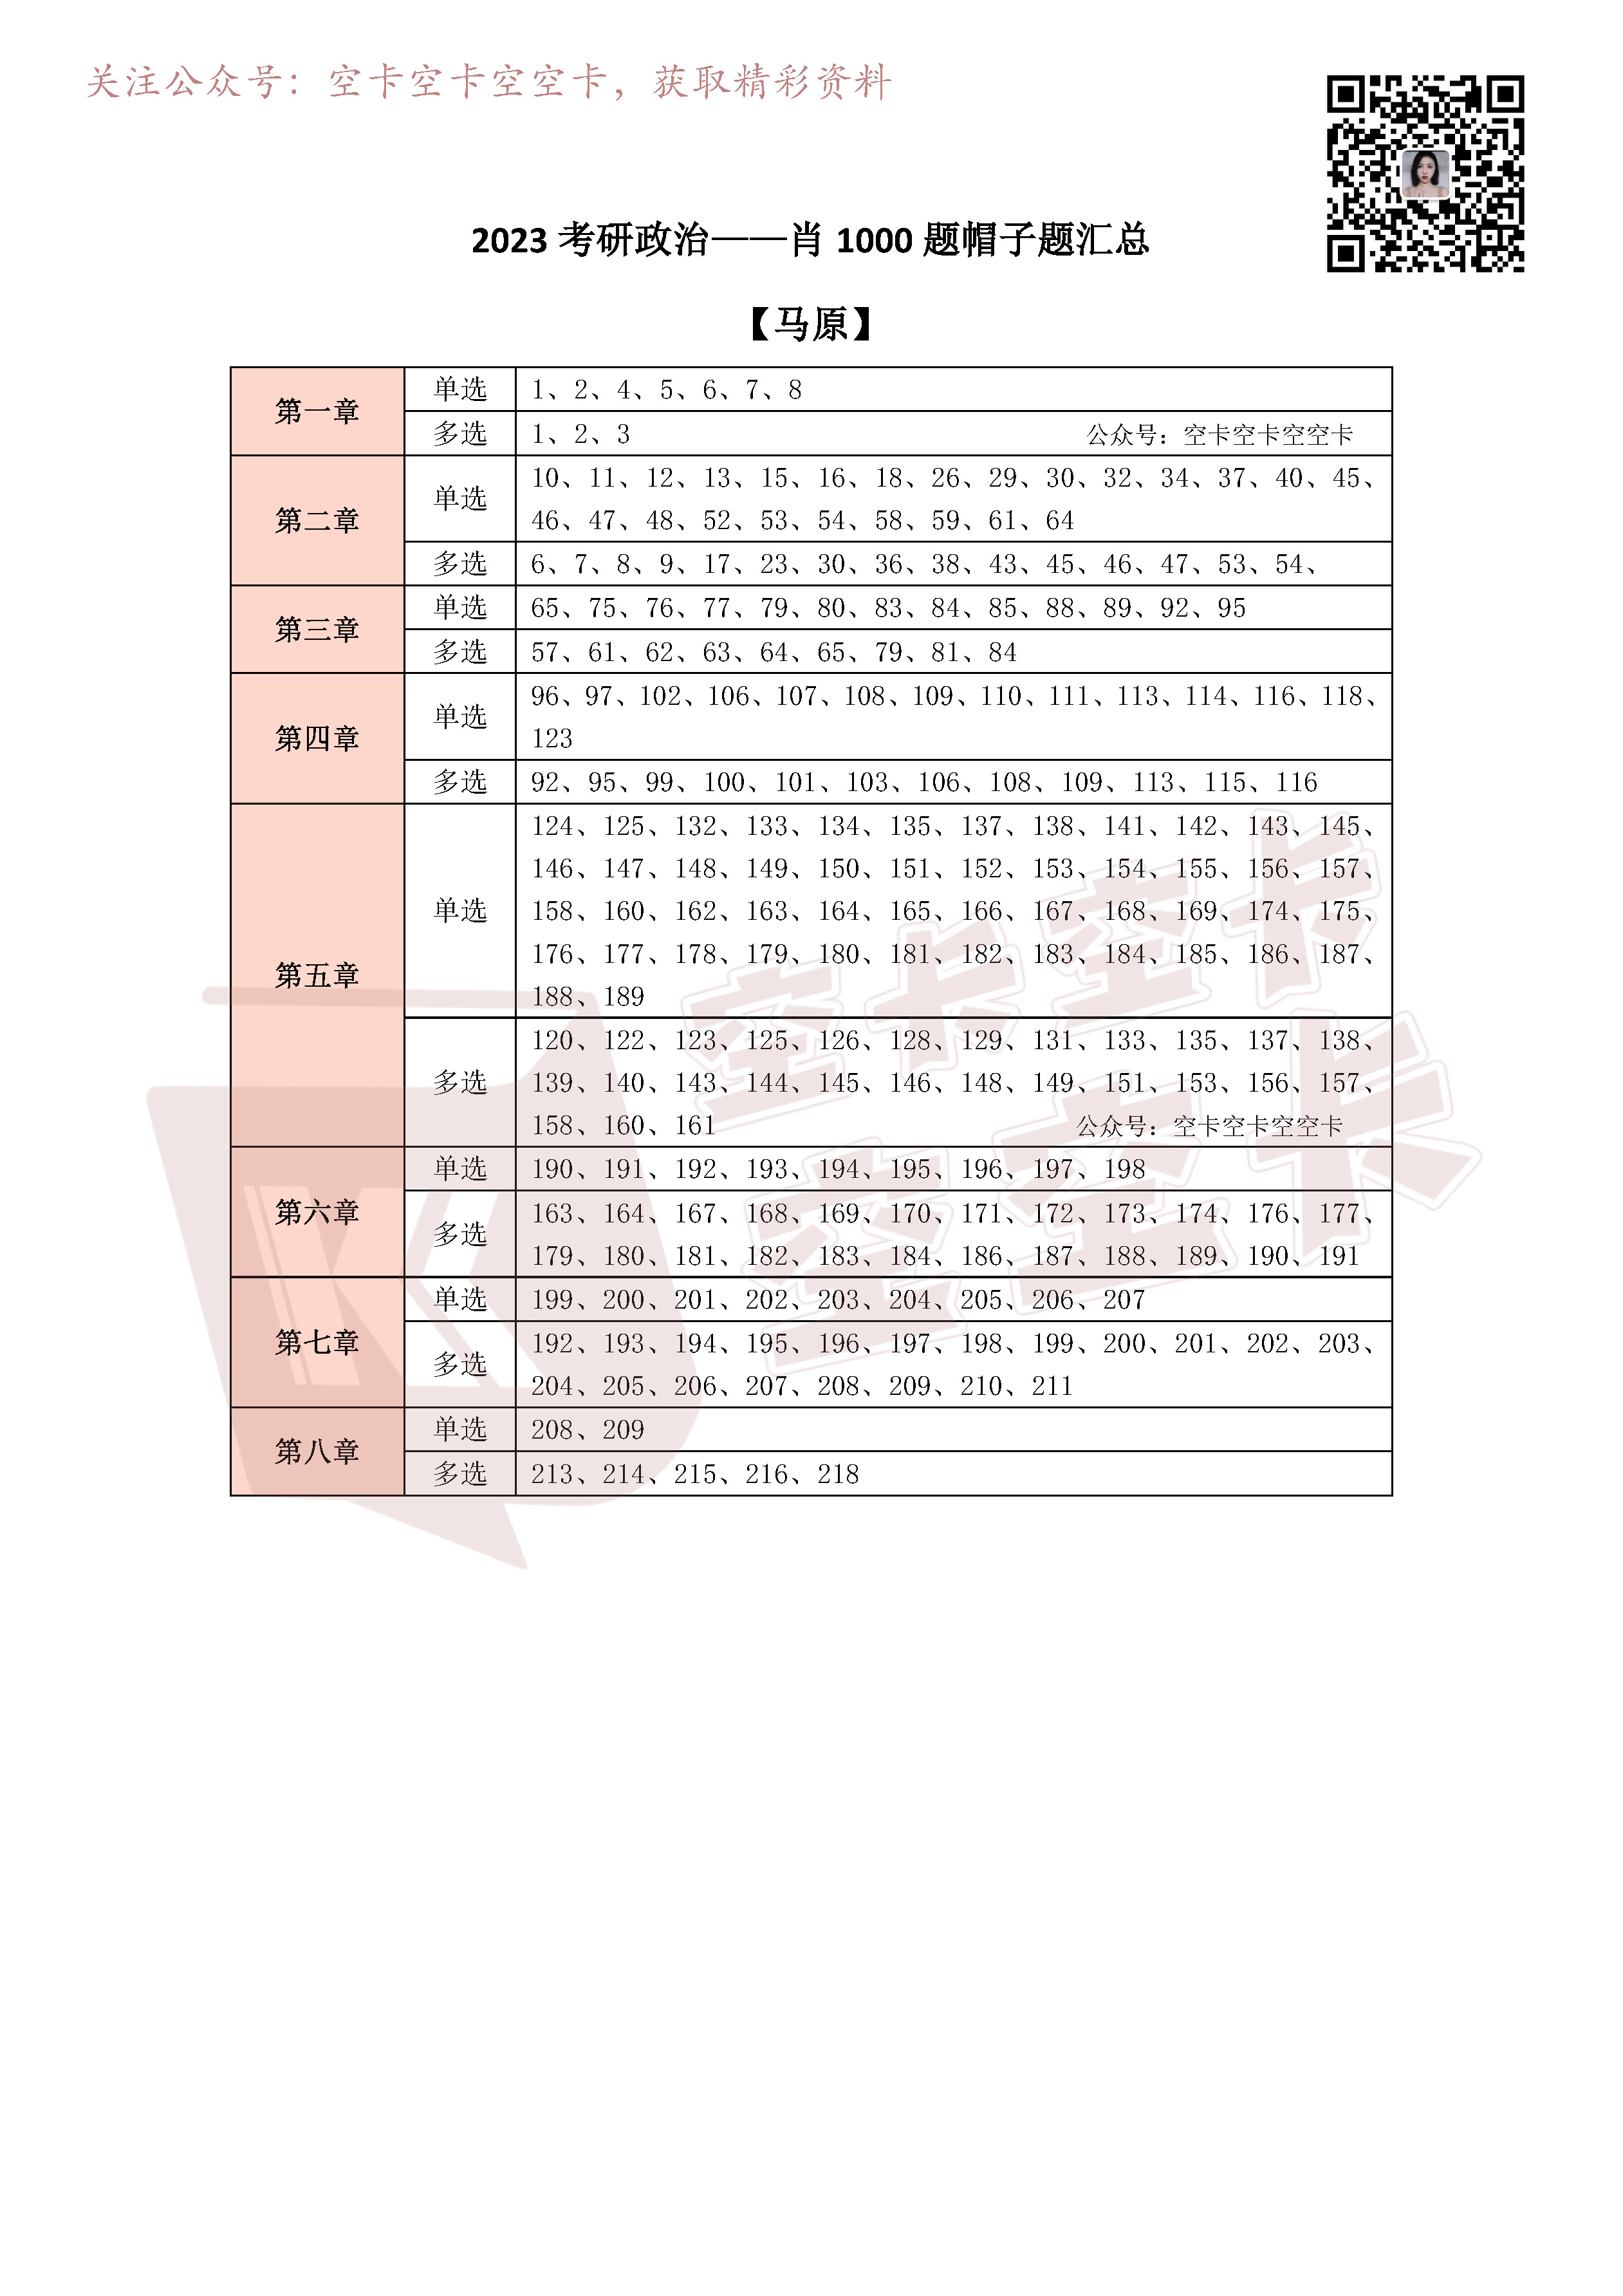 关注公众号：空卡空卡空空卡，获取精彩资料
2023 考研政治——肖 1000 题帽子题汇总
【马原】
第一章
单选
1、2、4、5、6、7、8
多选
1、2、3
公众号：空卡空卡空空卡
第二章
单选
10、11、12、13、15、16、18、26、29、30、32、34、37、40、45、
46、47、48、52、53、54、58、59、61、64
多选
6、7、8、9、17、23、30、36、38、43、45、46、47、53、54、
第三章
单选
65、75、76、77、79、80、83、84、85、88、89、92、95
多选
57、61、62、63、64、65、79、81、84
第四章
单选
96、97、102、106、107、108、109、110、111、113、114、116、118、
123
多选
92、95、99、100、101、103、106、108、109、113、115、116
第五章
单选
124、125、132、133、134、135、137、138、141、142、143、145、
146、147、148、149、150、151、152、153、154、155、156、157、
158、160、162、163、164、165、166、167、168、169、174、175、
176、177、178、179、180、181、182、183、184、185、186、187、
188、189
多选
120、122、123、125、126、128、129、131、133、135、137、138、
139、140、143、144、145、146、148、149、151、153、156、157、
158、160、161
公众号：空卡空卡空空卡
第六章
单选
190、191、192、193、194、195、196、197、198
多选
163、164、167、168、169、170、171、172、173、174、176、177、
179、180、181、182、183、184、186、187、188、189、190、191
第七章
单选
199、200、201、202、203、204、205、206、207
多选
192、193、194、195、196、197、198、199、200、201、202、203、
204、205、206、207、208、209、210、211
第八章
单选
208、209
多选
213、214、215、216、218
空卡空卡
空空卡